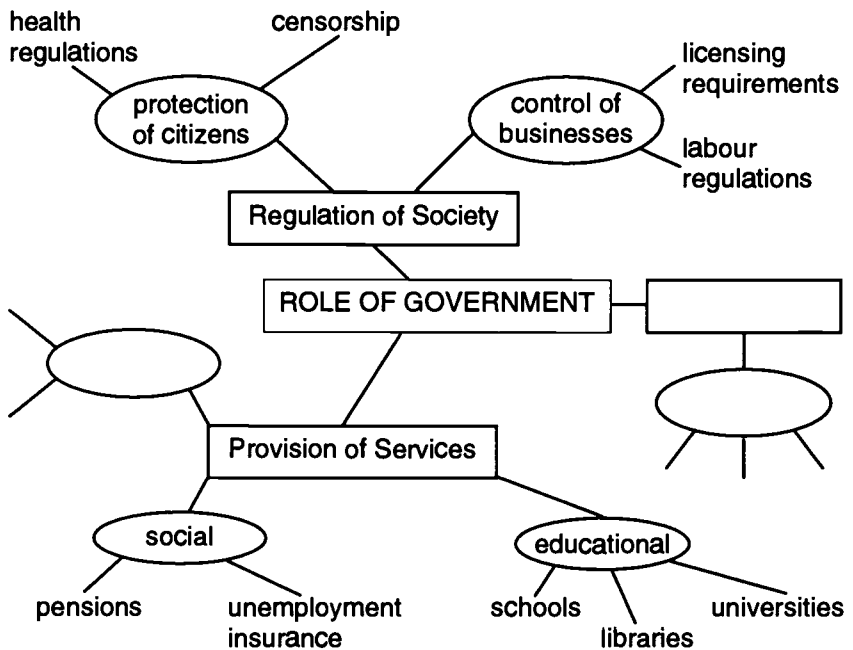 health
regulations
censorship
protection
of citizens
control of
businesses
licensing
requirements
labour
regulations
Regulation of Society
ROLE OF GOVERNMENT
Provision of Services
social
educational
pensions
unemployment
insurance
schools
libraries
universities